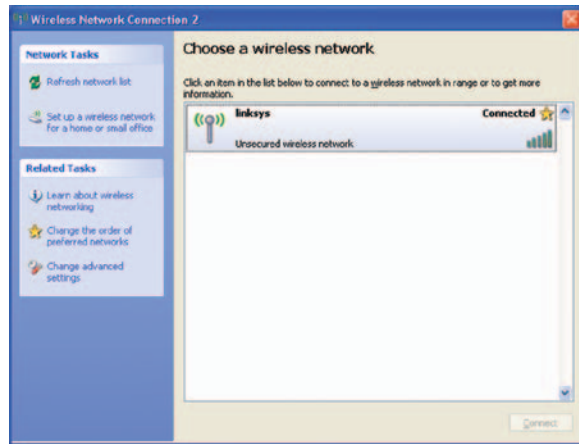 Wireless Network Connection 2
Network Tasks
Refresh network list
Set up a wireless network
for a home or small office
Related Tasks
Learn about wireless
networking
Change the order of
preferred networks
Change advanced
settings
Choose a wireless network
Click an item in the list below to connect to a wireless network in range or to get more
information.
linksys
Connected
Unsecured wireless network
Connect